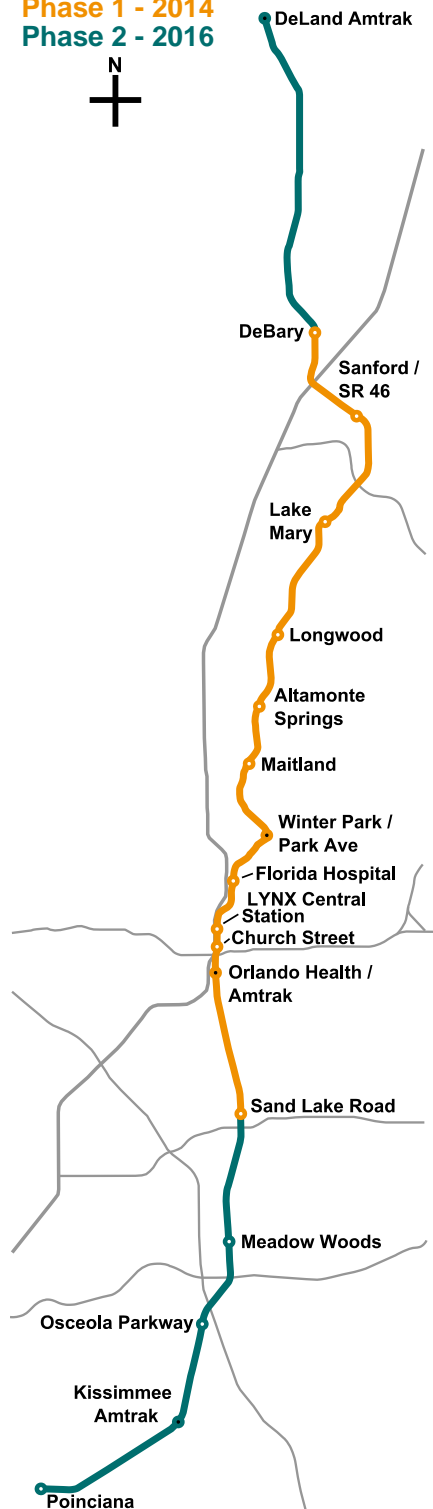 Phase 1 - 2014
Phase 2 - 2016
N
DeLand Amtrak
DeBary
Sanford /
SR 46
Lake
Mary
Longwood
Altamonte
Springs
Maitland
Winter Park /
Park Ave
Florida Hospital
LYNX Central
Station
Church Street
Orlando Health /
Amtrak
Sand Lake Road
Meadow Woods
Osceola Parkway
Kissimmee
Amtrak
Poinciana